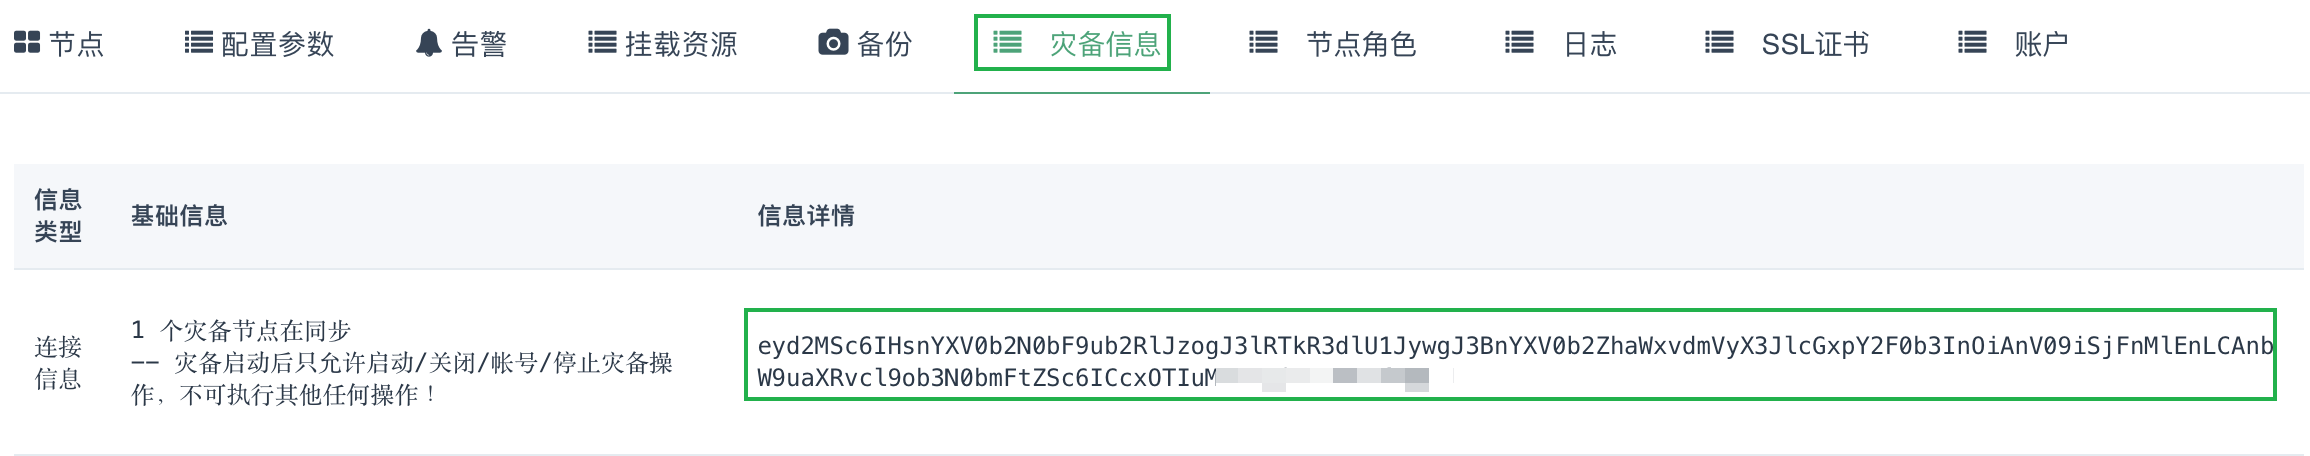 节点 配置参数 告警 挂载资源 备份 灾备信息 节点角色 日志 SSL证书 账户
信息类型 基础信息 信息详情
连接信息
1 个灾备节点在同步
—— 灾备启动后只允许启动/关闭/帐号/停止灾备操
作，不可执行其他任何操作！
eyd2MSc6IHsnYXV0b2N0bF9ub2RlJzogJ3lRTkR3dlU1JywgJ3BnYXV0b2ZhaWxvdmVyX3JlcGxpY2F0b3InOiAnV09iSjFnMlEnLCAnb
W9uaXRvcl9ob3N0bmFtZSc6ICcxOTIuM